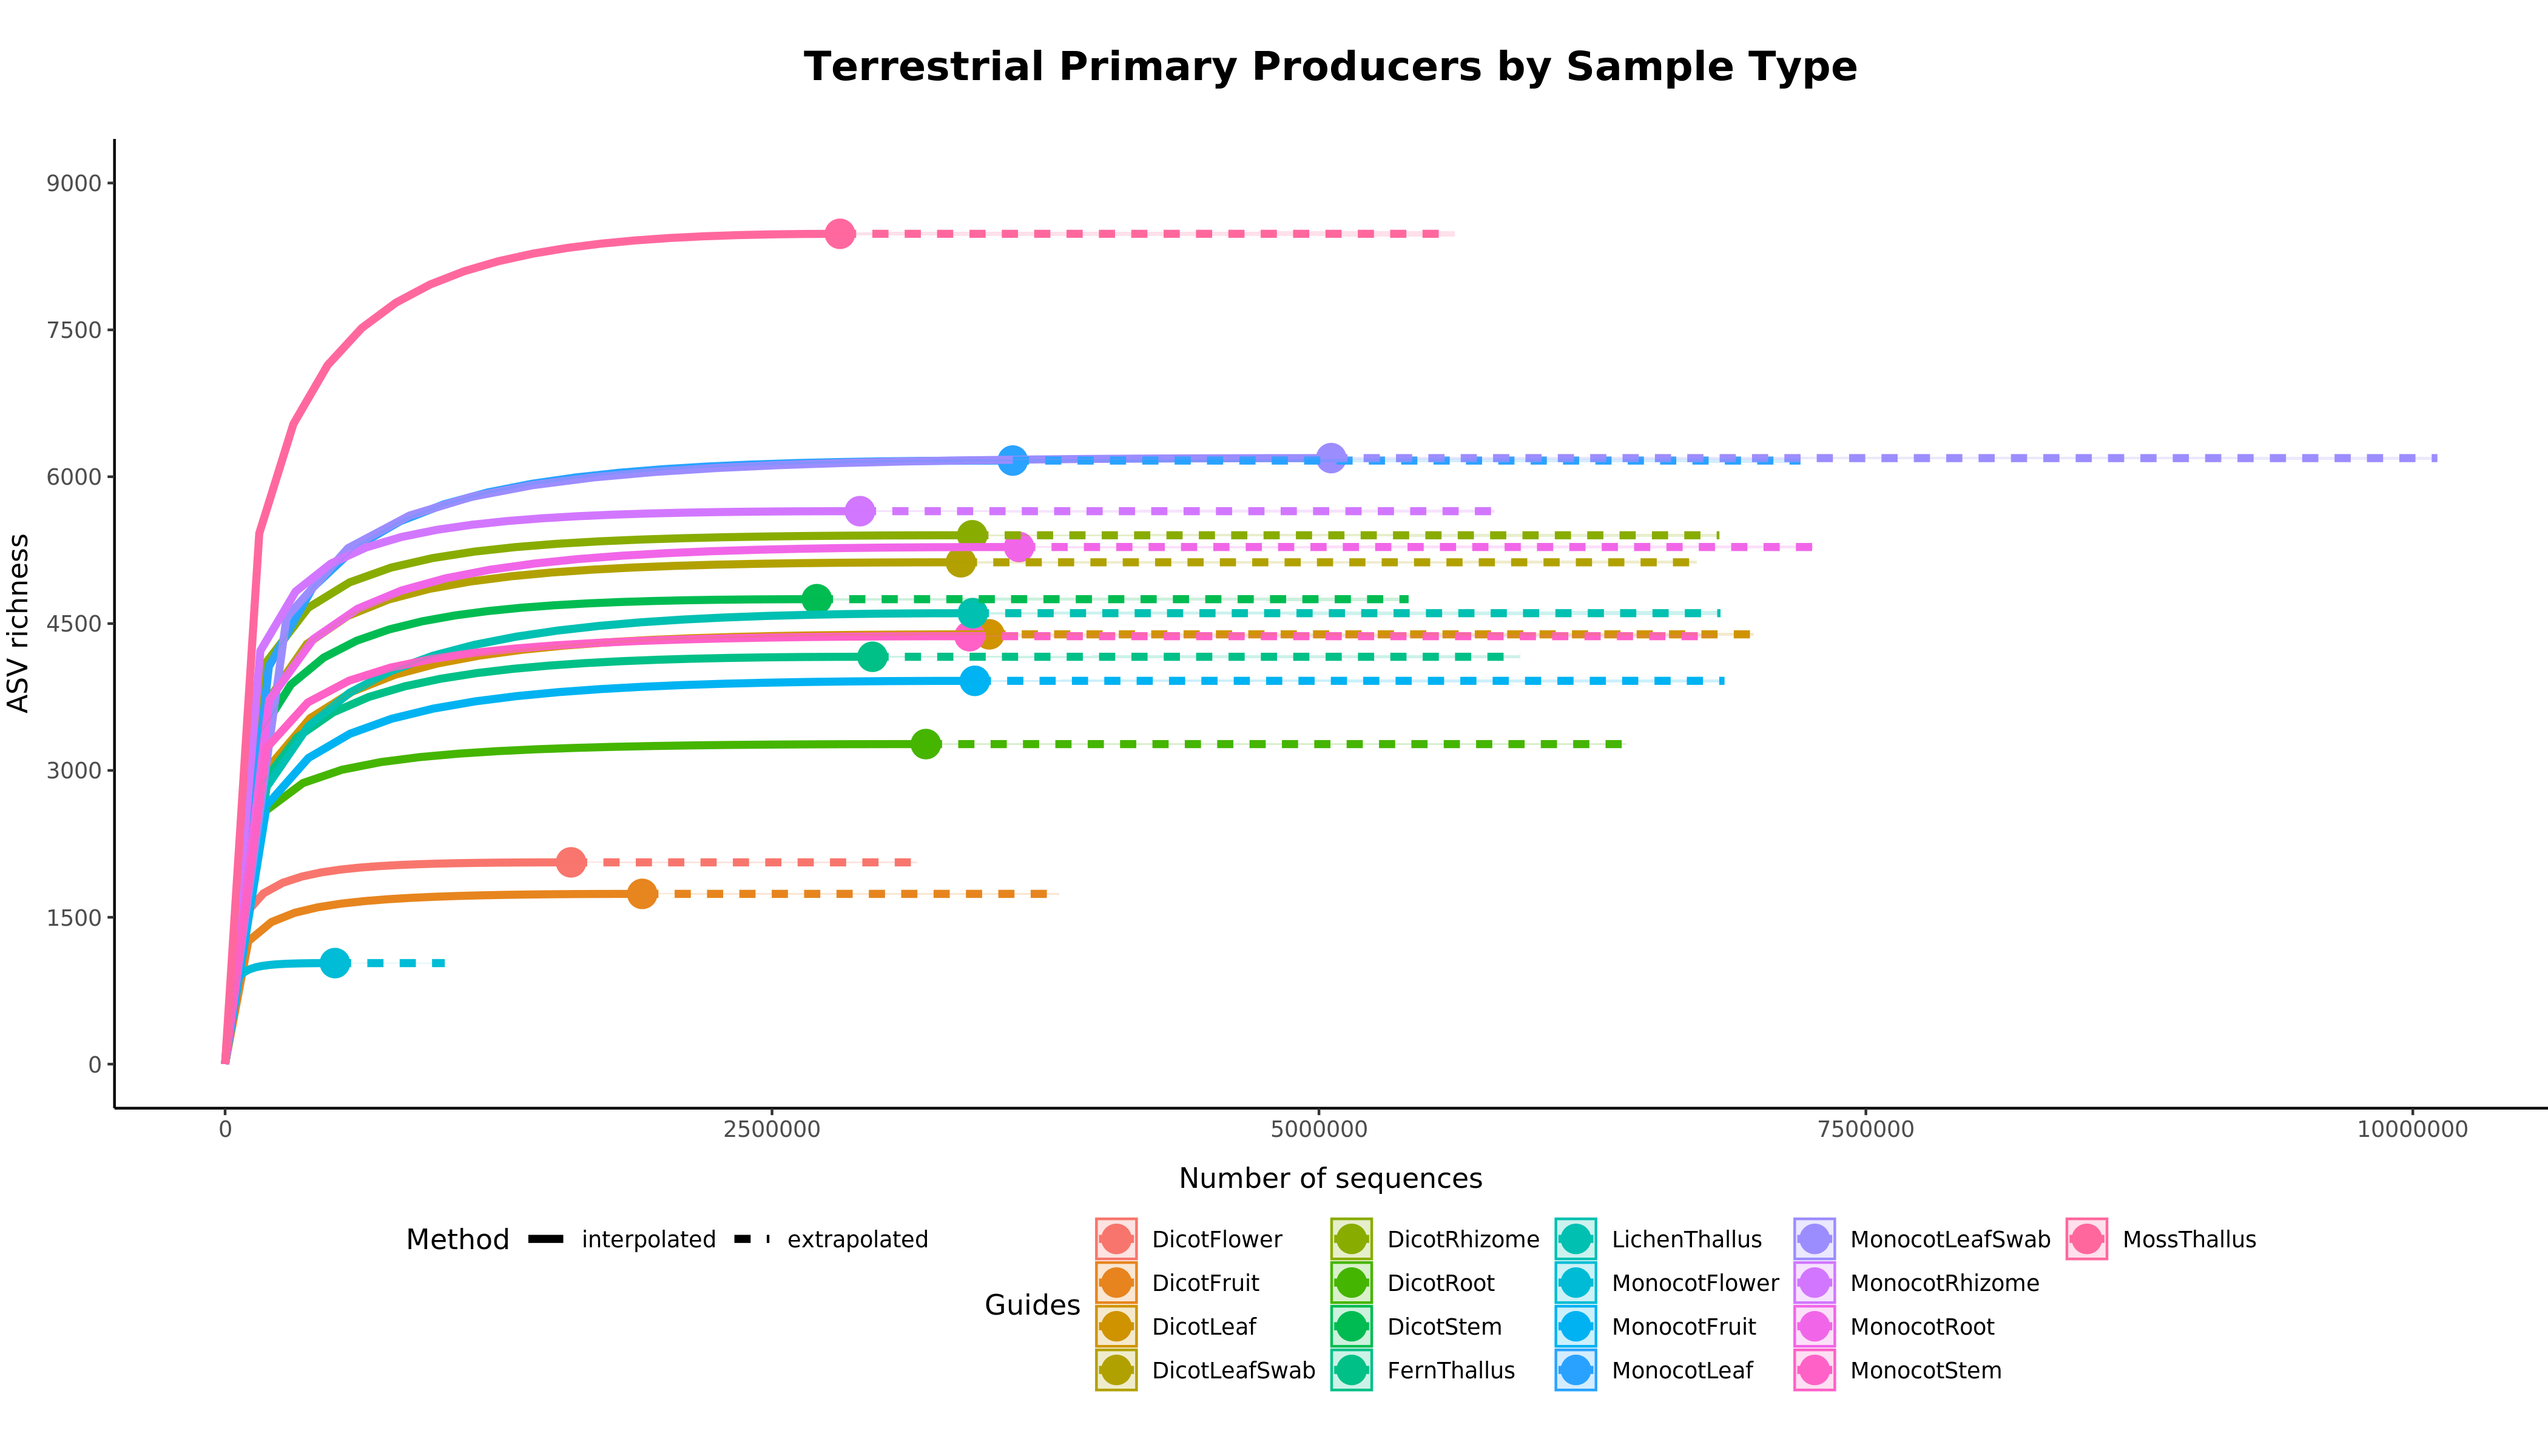 Terrestrial Primary Producers by Sample Type
ASV richness
9000
7500
6000
4500
3000
1500
0
0 2500000 5000000 7500000 10000000
Number of sequences
Method interpolated extrapolated
Guides
DicotFlower DicotRhizome LichenThallus MonocotLeafSwab MossThallus
DicotFruit DicotRoot MonocotFlower MonocotRhizome
DicotLeaf DicotStem MonocotFruit MonocotRoot
DicotLeafSwab FernThallus MonocotLeaf MonocotStem